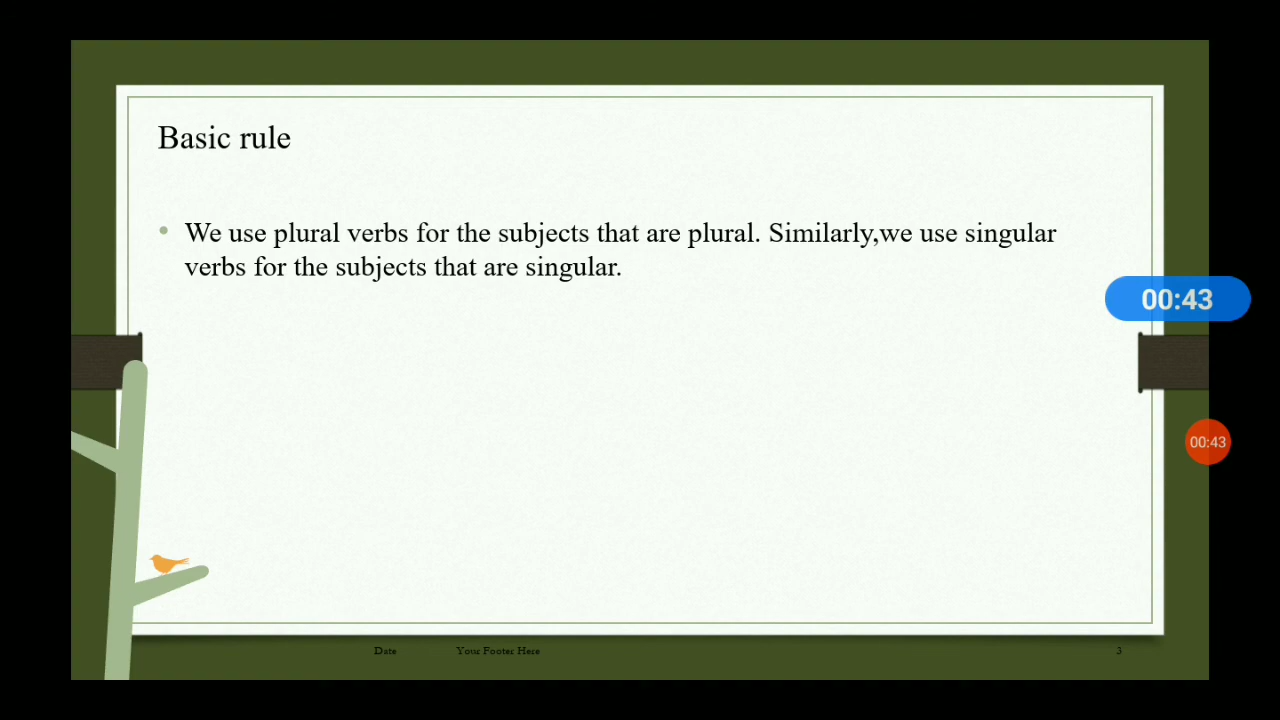 Basic rule
We use plural verbs for the subjects that are plural. Similarly,we use singular
verbs for the subjects that are singular.
00:43
00:43
Date
Your Footer Here
3